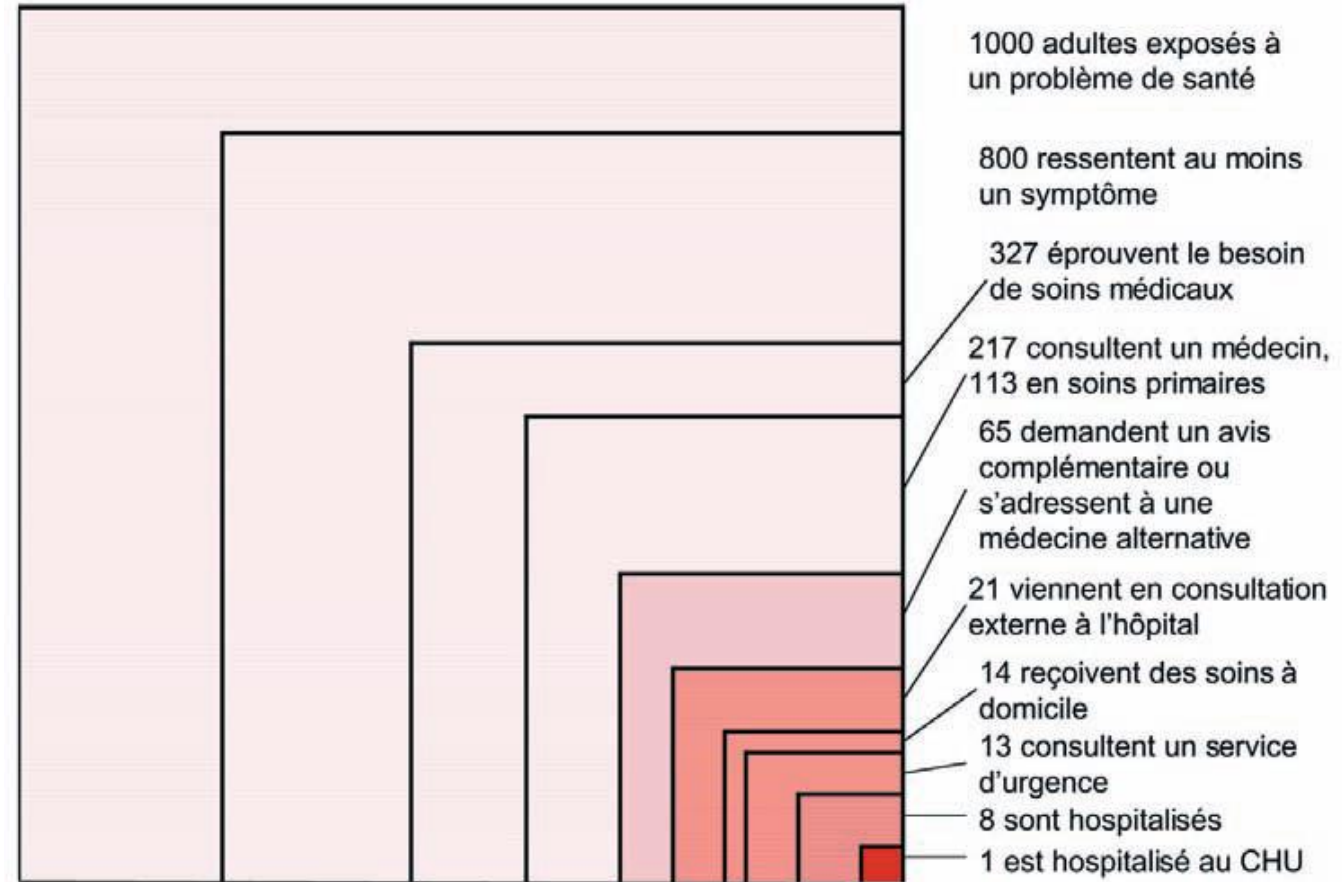 1000 adultes exposés à
un problème de santé
800 ressentent au moins
un symptôme
327 éprouvent le besoin
de soins médicaux
217 consultent un médecin,
113 en soins primaires
65 demandent un avis
complémentaire ou
s'adressent à une
médecine alternative
21 viennent en consultation
externe à l'hôpital
14 reçoivent des soins à
domicile
13 consultent un service
d'urgence
8 sont hospitalisés
1 est hospitalisé au CHU